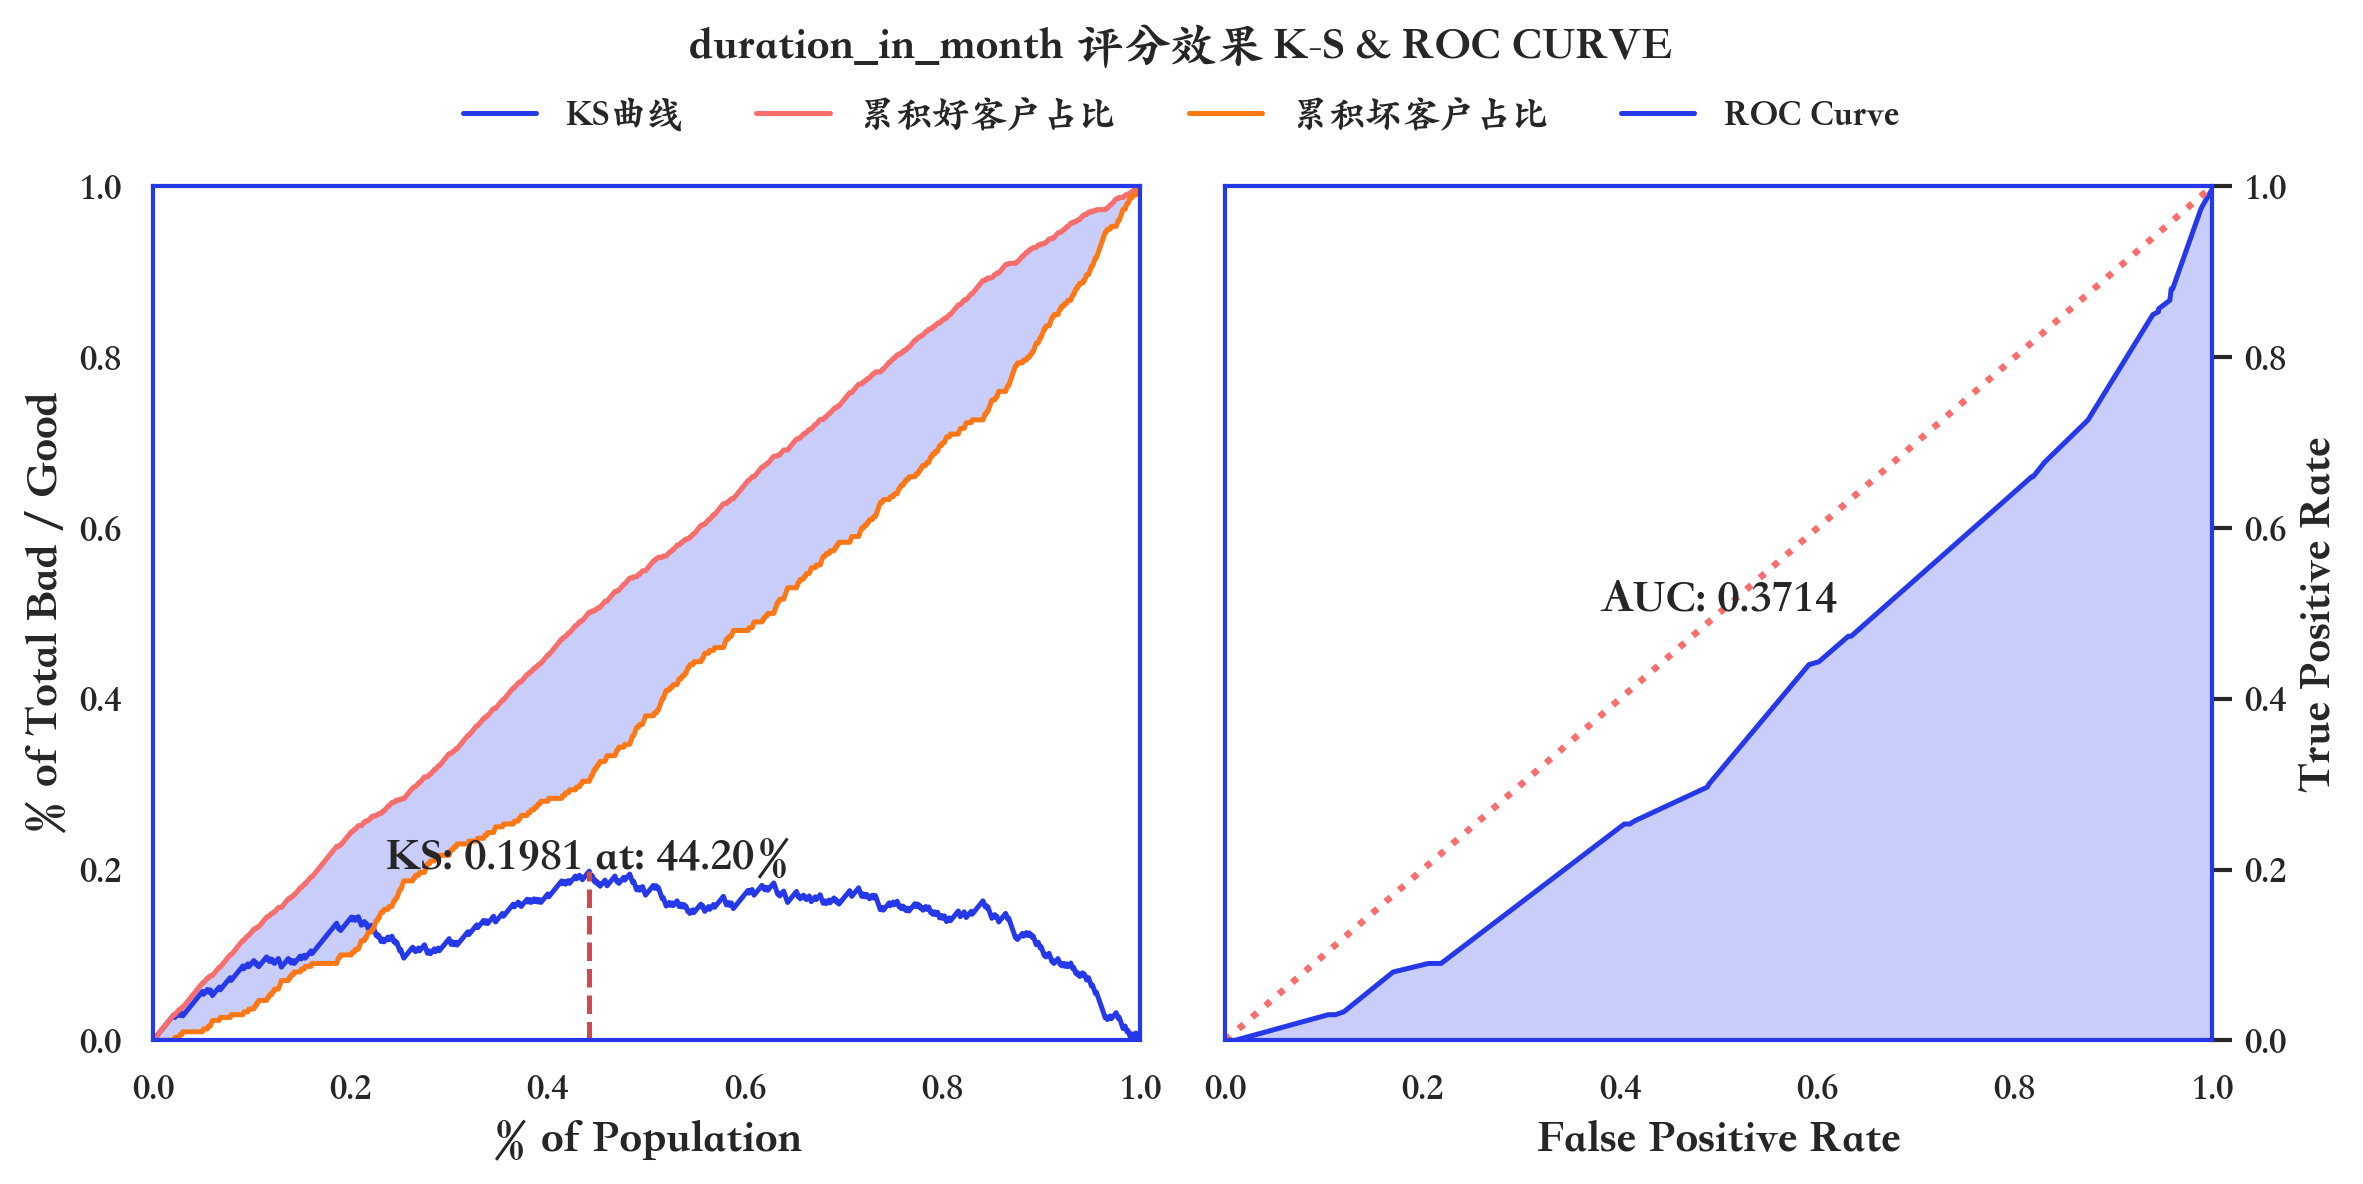 duration_in_month 评分效果 K-S & ROC CURVE
KS曲线 累积好客户占比 累积坏客户占比 ROC Curve
% of Total Bad / Good
1.0
0.8
0.6
0.4
0.2
0.0
KS: 0.1981 at: 44.20%
0.0 0.2 0.4 0.6 0.8 1.0
% of Population
AUC: 0.3714
1.0
0.8
0.6
0.4
0.2
0.0
True Positive Rate
0.0 0.2 0.4 0.6 0.8 1.0
False Positive Rate